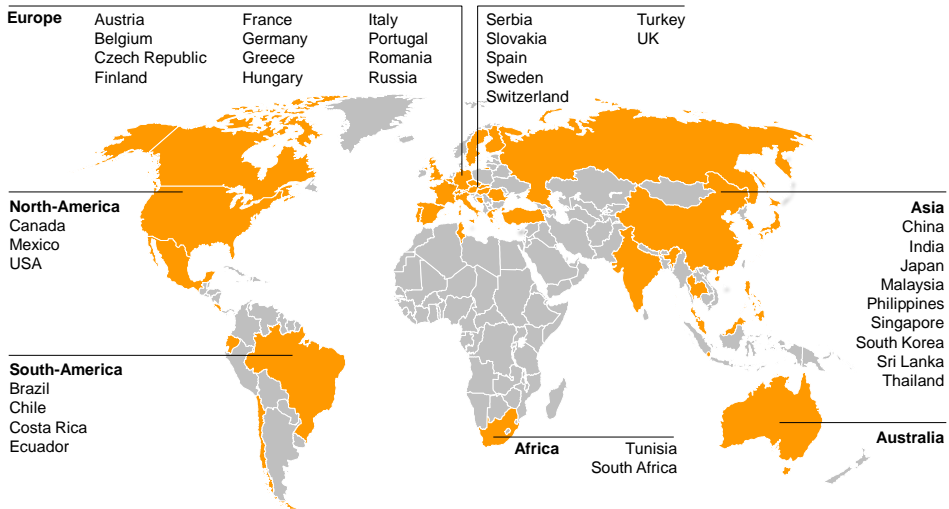 Europe
Austria
Belgium
Czech Republic
Finland
France
Germany
Greece
Hungary
Italy
Portugal
Romania
Russia
Serbia
Slovakia
Spain
Sweden
Switzerland
Turkey
UK
North-America
Canada
Mexico
USA
Asia
China
India
Japan
Malaysia
Philippines
Singapore
South Korea
Sri Lanka
Thailand
South-America
Brazil
Chile
Costa Rica
Ecuador
Africa
Tunisia
South Africa
Australia